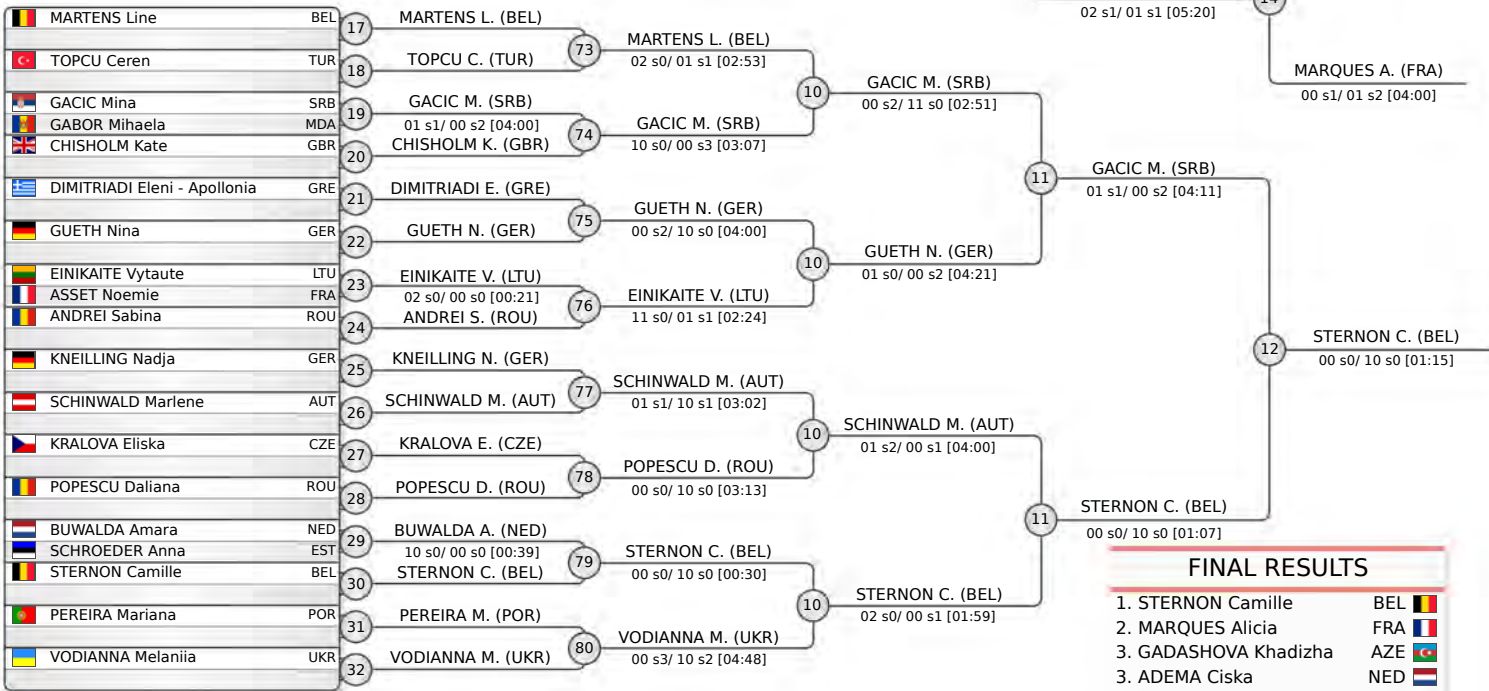 02 s1/ 01 s1 [05:20]
14
MARQUES A. (FRA)
00 s1/ 01 s2 [04:00]
MARTENS Line BEL
TOPCU Ceren TUR
GACIC Mina SRB
GABOR Mihaela MDA
CHISHOLM Kate GBR
DIMITRIADI Eleni - Apollonia GRE
GUETH Nina GER
EINIKAITE Vytaute LTU
ASSET Noemie FRA
ANDREI Sabina ROU
KNEILLING Nadja GER
SCHINWALD Marlene AUT
KRALOVA Eliska CZE
POPESCU Daliana ROU
BUWALDA Amara NED
SCHROEDER Anna EST
STERNON Camille BEL
PEREIRA Mariana POR
VODIANNA Melaniia UKR
17
18
19
20
21
22
23
24
25
26
27
28
29
30
31
32
MARTENS L. (BEL)
TOPCU C. (TUR)
GACIC M. (SRB)
01 s1/ 00 s2 [04:00]
CHISHOLM K. (GBR)
DIMITRIADI E. (GRE)
GUETH N. (GER)
EINIKAITE V. (LTU)
02 s0/ 00 s0 [00:21]
ANDREI S. (ROU)
KNEILLING N. (GER)
SCHINWALD M. (AUT)
KRALOVA E. (CZE)
POPESCU D. (ROU)
BUWALDA A. (NED)
10 s0/ 00 s0 [00:39]
STERNON C. (BEL)
PEREIRA M. (POR)
VODIANNA M. (UKR)
73
74
75
76
77
78
79
80
MARTENS L. (BEL)
02 s0/ 01 s1 [02:53]
GACIC M. (SRB)
10 s0/ 00 s3 [03:07]
GUETH N. (GER)
00 s2/ 10 s0 [04:00]
EINIKAITE V. (LTU)
11 s0/ 01 s1 [02:24]
SCHINWALD M. (AUT)
01 s1/ 10 s1 [03:02]
POPESCU D. (ROU)
00 s0/ 10 s0 [03:13]
STERNON C. (BEL)
00 s0/ 10 s0 [00:30]
VODIANNA M. (UKR)
00 s3/ 10 s2 [04:48]
10
10
10
10
GACIC M. (SRB)
00 s2/ 11 s0 [02:51]
GUETH N. (GER)
01 s0/ 00 s2 [04:21]
SCHINWALD M. (AUT)
01 s2/ 00 s1 [04:00]
STERNON C. (BEL)
02 s0/ 00 s1 [01:59]
11
11
GACIC M. (SRB)
01 s1/ 00 s2 [04:11]
STERNON C. (BEL)
00 s0/ 10 s0 [01:07]
12
STERNON C. (BEL)
00 s0/ 10 s0 [01:15]
FINAL RESULTS
1. STERNON Camille BEL
2. MARQUES Alicia FRA
3. GADASHOVA Khadizha AZE
3. ADEMA Ciska NED